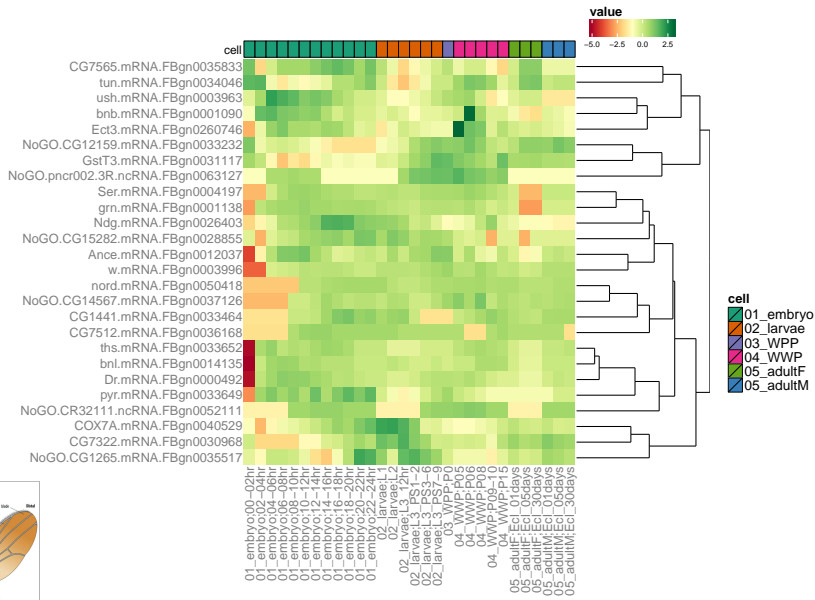 value
-5.0 -2.5 0.0 2.5
cell
CG7565.mRNA.FBgn0035833
tun.mRNA.FBgn0034046
ush.mRNA.FBgn0003963
bnb.mRNA.FBgn0001090
Ect3.mRNA.FBgn0260746
NoGO.CG12159.mRNA.FBgn0033232
GstT3.mRNA.FBgn0031117
NoGO.pncr002.3R.ncRNA.FBgn0063127
Ser.mRNA.FBgn0004197
grn.mRNA.FBgn0001138
Ndg.mRNA.FBgn0026403
NoGO.CG15282.mRNA.FBgn0028855
Ance.mRNA.FBgn0012037
w.mRNA.FBgn0003996
nord.mRNA.FBgn0050418
NoGO.CG14567.mRNA.FBgn0037126
CG1441.mRNA.FBgn0033464
CG7512.mRNA.FBgn0036168
ths.mRNA.FBgn0033652
bnl.mRNA.FBgn0014135
Dr.mRNA.FBgn0000492
pyr.mRNA.FBgn0033649
NoGO.CR32111.ncRNA.FBgn0052111
COX7A.mRNA.FBgn0040529
CG7322.mRNA.FBgn0030968
NoGO.CG1265.mRNA.FBgn0035517
cell
01_embryo
02_larvae
03_WPP
04_WWP
05_adultF
05_adultM
01_embryo;00-02hr
01_embryo;02-04hr
01_embryo;04-06hr
01_embryo;06-08hr
01_embryo;08-10hr
01_embryo;10-12hr
01_embryo;12-14hr
01_embryo;14-16hr
01_embryo;16-18hr
01_embryo;18-20hr
01_embryo;20-22hr
01_embryo;22-24hr
02_larvae;L1
02_larvae;L2
02_larvae;L3-12hr
02_larvae;L3_PS1-2
02_larvae;L3_PS3-6
02_larvae;L3_PS7-9
03_WPP;P0
04_WWP;P05
04_WWP;P06
04_WWP;P08
04_WWP;P09-10
04_WWP;P15
05_adultF;Ecl_01days
05_adultF;Ecl_05days
05_adultF;Ecl_30days
05_adultM;Ecl_01days
05_adultM;Ecl_05days
05_adultM;Ecl_30days